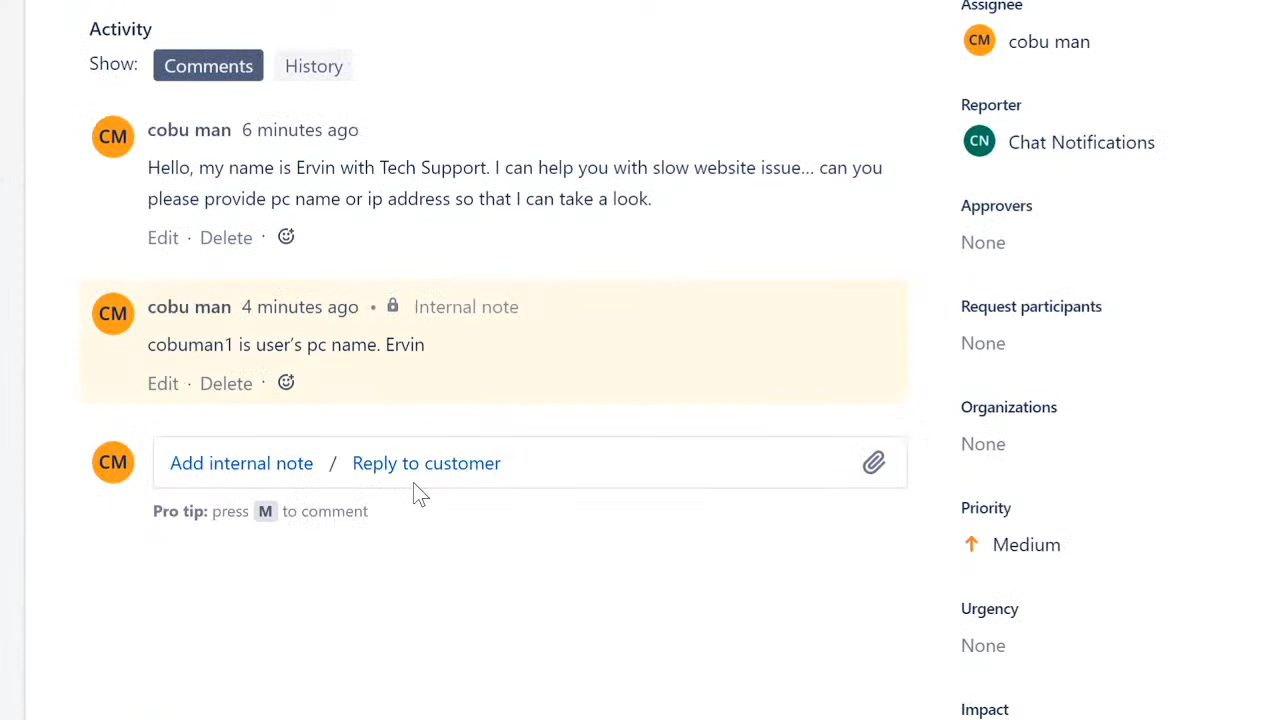 Activity
Show: Comments History
CM cobu man 6 minutes ago
Hello, my name is Ervin with Tech Support. I can help you with slow website issue... can you
please provide pc name or ip address so that I can take a look.
Edit · Delete ·
CM cobu man 4 minutes ago • Internal note
cobuman1 is user's pc name. Ervin
Edit · Delete ·
CM Add internal note / Reply to customer
Pro tip: press M to comment
Assignee
CM cobu man
Reporter
CN Chat Notifications
Approvers
None
Request participants
None
Organizations
None
Priority
Medium
Urgency
None
Impact